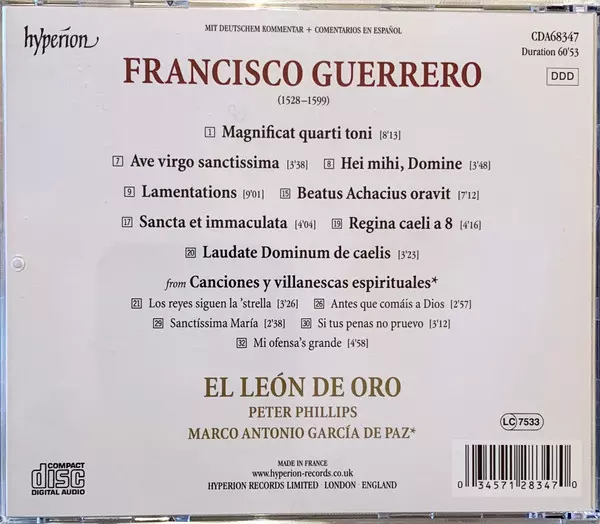 hyperion
MIT DEUTSCHEM KOMMENTAR + COMENTARIOS EN ESPAÑOL
CDA68347
Duration 60'53
DDD
FRANCISCO GUERRERO
(1528–1599)
1 Magnificat quarti toni [8'13]
7 Ave virgo sanctissima [3'38] 8 Hei mihi, Domine [3'48]
9 Lamentations [9'01] 15 Beatus Achacius oravit [7'12]
17 Sancta et immaculata [4'04] 19 Regina caeli a 8 [4'16]
20 Laudate Dominum de caelis [3'23]
from Canciones y villanescas espirituales*
21 Los reyes siguen la 'strella [3'26] 26 Antes que comáis a Dios [2'57]
29 Sanctíssima María [2'38] 30 Si tus penas no pruevo [3'12]
32 Mi ofensa's grande [4'58]
EL LEÓN DE ORO
PETER PHILLIPS
MARCO ANTONIO GARCÍA DE PAZ*
LC 7533
COMPACT
disc
DIGITAL AUDIO
MADE IN FRANCE
www.hyperion-records.co.uk
HYPERION RECORDS LIMITED · LONDON · ENGLAND
0 34571 28347 0